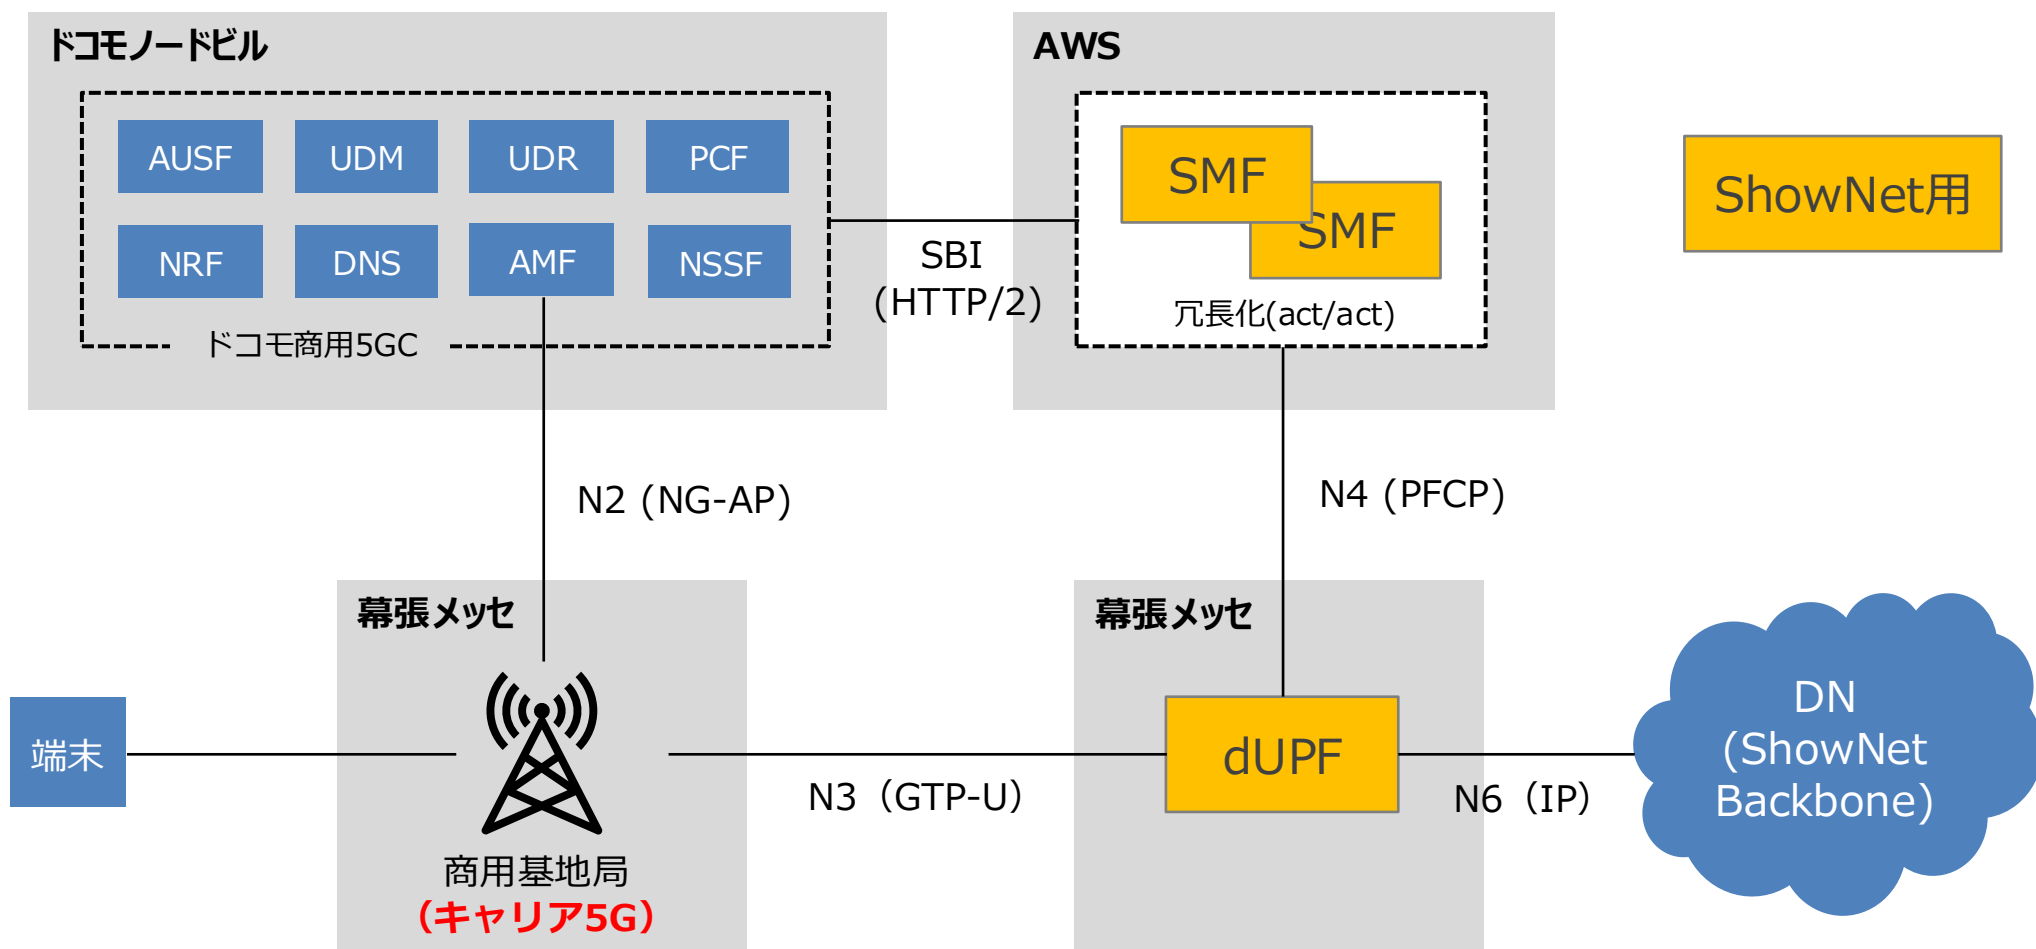 ドコモノードビル
AUSF
UDM
UDR
PCF
NRF
DNS
AMF
NSSF
ドコモ商用5GC
SBI
(HTTP/2)
AWS
SMF
SMF
冗長化(act/act)
ShowNet用
N2 (NG-AP)
N4 (PFCP)
端末
幕張メッセ
商用基地局
（キャリア5G）
N3（GTP-U）
幕張メッセ
dUPF
N6（IP）
DN
(ShowNet
Backbone)